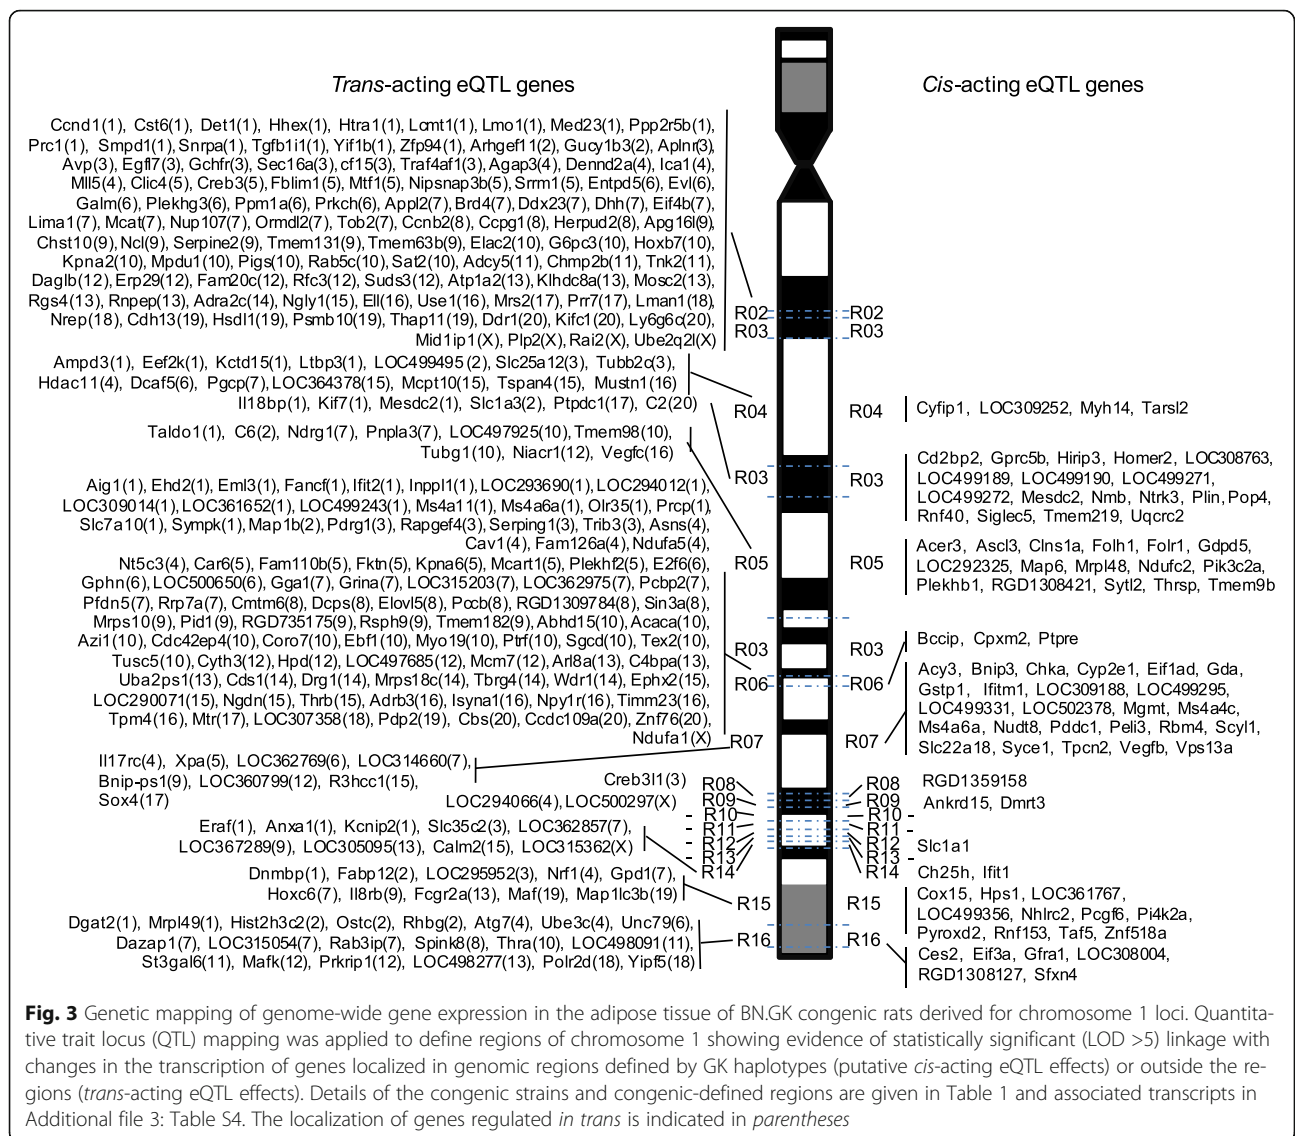 Trans-acting eQTL genes
Cis-acting eQTL genes
Ccnd1(1), Cst6(1), Det1(1), Hhex(1), Htra1(1), Lcmt1(1), Lmo1(1), Med23(1), Ppp2r5b(1),
Prc1(1), Smpd1(1), Snrpa(1), Tgfb1i1(1), Yif1b(1), Zfp94(1), Arhgef11(2), Gucy1b3(2), Aplnr(3),
Avp(3), Egfl7(3), Gchfr(3), Sec16a(3), cf15(3), Traf4af1(3), Agap3(4), Dennd2a(4), Ica1(4),
Mll5(4), Clic4(5), Creb3(5), Fblim1(5), Mtf1(5), Nipsnap3b(5), Srrm1(5), Entpd5(6), Evl(6),
Galm(6), Plekhg3(6), Ppm1a(6), Prkch(6), Appl2(7), Brd4(7), Ddx23(7), Dhh(7), Eif4b(7),
Lima1(7), Mcat(7), Nup107(7), Ormdl2(7), Tob2(7), Ccnb2(8), Ccpg1(8), Herpud2(8), Apg16l(9),
Chst10(9), Ncl(9), Serpine2(9), Tmem131(9), Tmem63b(9), Elac2(10), G6pc3(10), Hoxb7(10),
Kpna2(10), Mpdu1(10), Pigs(10), Rab5c(10), Sat2(10), Adcy5(11), Chmp2b(11), Tnk2(11),
Daglb(12), Erp29(12), Fam20c(12), Rfc3(12), Suds3(12), Atp1a2(13), Klhdc8a(13), Mosc2(13),
Rgs4(13), Rnpep(13), Adra2c(14), Ngly1(15), Ell(16), Use1(16), Mrs2(17), Prr7(17), Lman1(18),
Nrep(18), Cdh13(19), Hsdl1(19), Psmb10(19), Thap11(19), Ddr1(20), Kifc1(20), Ly6g6c(20),
Mid1ip1(X), Plp2(X), Rai2(X), Ube2q2l(X)
R02 R02
R03 R03
Ampd3(1), Eef2k(1), Kctd15(1), Ltbp3(1), LOC499495(2), Slc25a12(3), Tubb2c(3),
Hdac11(4), Dcaf5(6), Pgcp(7), LOC364378(15), Mcpt10(15), Tspan4(15), Mustn1(16)
R04 R04
Cyfip1, LOC309252, Myh14, Tarsl2
Il18bp(1), Kif7(1), Mesdc2(1), Slc1a3(2), Ptpdc1(17), C2(20)
R03 R03
Cd2bp2, Gprc5b, Hirip3, Homer2, LOC308763,
LOC499189, LOC499190, LOC499271,
LOC499272, Mesdc2, Nmb, Ntrk3, Plin, Pop4,
Rnf40, Siglec5, Tmem219, Uqcrc2
Taldo1(1), C6(2), Ndrg1(7), Pnpla3(7), LOC497925(10), Tmem98(10),
Tubg1(10), Niacr1(12), Vegfc(16)
R05 R05
Acer3, Ascl3, Clns1a, Folh1, Folr1, Gdpd5,
LOC292325, Map6, Mrpl48, Ndufc2, Pik3c2a,
Plekhb1, RGD1308421, Sytl2, Thrsp, Tmem9b
Aig1(1), Ehd2(1), Eml3(1), Fancf(1), Ifit2(1), Inppl1(1), LOC293690(1), LOC294012(1),
LOC309014(1), LOC361652(1), LOC499243(1), Ms4a11(1), Ms4a6a(1), Olr35(1), Prcp(1),
Slc7a10(1), Sympk(1), Map1b(2), Pdrg1(3), Rapgef4(3), Serping1(3), Trib3(3), Asns(4),
Cav1(4), Fam126a(4), Ndufa5(4),
Nt5c3(4), Car6(5), Fam110b(5), Fktn(5), Kpna6(5), Mcart1(5), Plekhf2(5), E2f6(6),
Gphn(6), LOC500650(6), Gga1(7), Grina(7), LOC315203(7), LOC362975(7), Pcbp2(7),
Pfdn5(7), Rrp7a(7), Cmtm6(8), Dcps(8), Elovl5(8), Pccb(8), RGD1309784(8), Sin3a(8),
Mrps10(9), Pid1(9), RGD735175(9), Rsph9(9), Tmem182(9), Abhd15(10), Acaca(10),
Azi1(10), Cdc42ep4(10), Coro7(10), Ebf1(10), Myo19(10), Ptrf(10), Sgcd(10), Tex2(10),
Tusc5(10), Cyth3(12), Hpd(12), LOC497685(12), Mcm7(12), Arl8a(13), C4bpa(13),
Uba2ps1(13), Cds1(14), Drg1(14), Mrps18c(14), Tbrg4(14), Wdr1(14), Ephx2(15),
LOC290071(15), Ngdn(15), Thrb(15), Adrb3(16), Isyna1(16), Npy1r(16), Timm23(16),
Tpm4(16), Mtr(17), LOC307358(18), Pdp2(19), Cbs(20), Ccdc109a(20), Znf76(20),
Ndufa1(X)
R03 R03
R06 R06
Bccip, Cpxm2, Ptpre
Acy3, Bnip3, Chka, Cyp2e1, Eif1ad, Gda,
Gstp1, Ifitm1, LOC309188, LOC499295,
LOC499331, LOC502378, Mgmt, Ms4a4c,
Ms4a6a, Nudt8, Pddc1, Peli3, Rbm4, Scyl1,
Slc22a18, Syce1, Tpcn2, Vegfb, Vps13a
R07 R07
Il17rc(4), Xpa(5), LOC362769(6), LOC314660(7),
Bnip-ps1(9), LOC360799(12), R3hcc1(15),
Sox4(17)
Creb3l1(3) R08 R08 RGD1359158
LOC294066(4), LOC500297(X) R09 R09 Ankrd15, Dmrt3
- R10 R10 -
- R11 R11 -
R12 R12 Slc1a1
- R13 R13 -
R14 R14 Ch25h, Ifit1
Eraf(1), Anxa1(1), Kcnip2(1), Slc35c2(3), LOC362857(7),
LOC367289(9), LOC305095(13), Calm2(15), LOC315362(X)
Dnmbp(1), Fabp12(2), LOC295952(3), Nrf1(4), Gpd1(7),
Hoxc6(7), Il8rb(9), Fcgr2a(13), Maf(19), Map1lc3b(19)
R15 R15
Cox15, Hps1, LOC361767,
LOC499356, Nhlrc2, Pcgf6, Pi4k2a,
Pyroxd2, Rnf153, Taf5, Znf518a
Dgat2(1), Mrpl49(1), Hist2h3c2(2), Ostc(2), Rhbg(2), Atg7(4), Ube3c(4), Unc79(6),
Dazap1(7), LOC315054(7), Rab3ip(7), Spink8(8), Thra(10), LOC498091(11),
St3gal6(11), Mafk(12), Prkrip1(12), LOC498277(13), Polr2d(18), Yipf5(18)
R16 R16
Ces2, Eif3a, Gfra1, LOC308004,
RGD1308127, Sfxn4
Fig. 3 Genetic mapping of genome-wide gene expression in the adipose tissue of BN.GK congenic rats derived for chromosome 1 loci. Quantita-
tive trait locus (QTL) mapping was applied to define regions of chromosome 1 showing evidence of statistically significant (LOD >5) linkage with
changes in the transcription of genes localized in genomic regions defined by GK haplotypes (putative cis-acting eQTL effects) or outside the re-
gions (trans-acting eQTL effects). Details of the congenic strains and congenic-defined regions are given in Table 1 and associated transcripts in
Additional file 3: Table S4. The localization of genes regulated in trans is indicated in parentheses